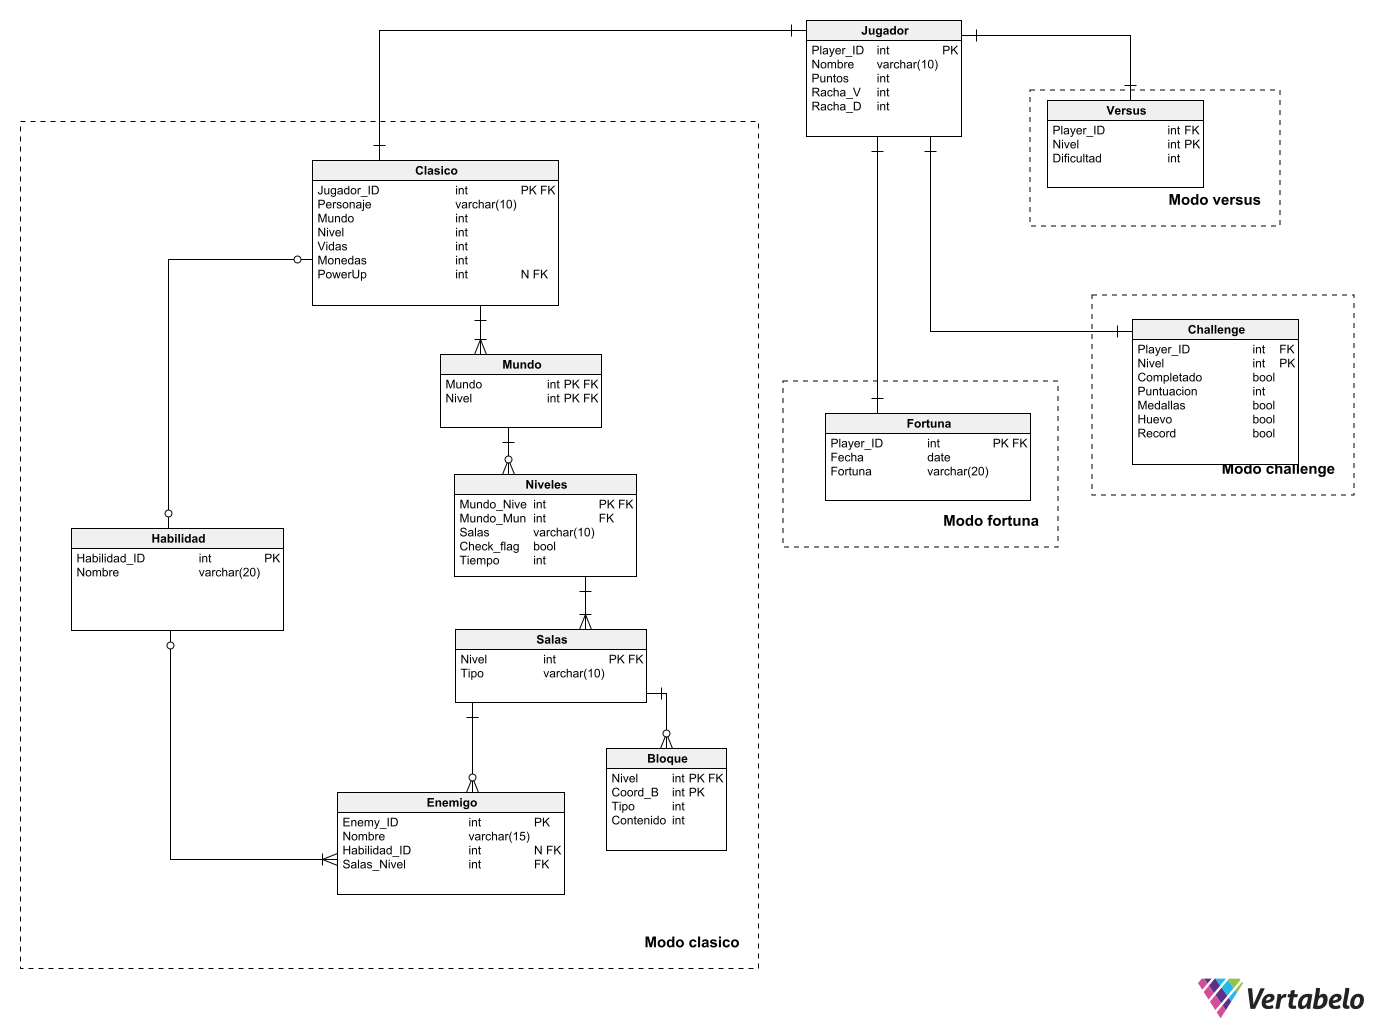 Jugador
Player_ID int PK
Nombre varchar(10)
Puntos int
Racha_V int
Racha_D int
Versus
Player_ID int FK
Nivel int PK
Dificultad int
Modo versus
Clasico
Jugador_ID int PK FK
Personaje varchar(10)
Mundo int
Nivel int
Vidas int
Monedas int
PowerUp int N FK
Challenge
Player_ID int FK
Nivel int PK
Completado bool
Puntuacion int
Medallas bool
Huevo bool
Record bool
Modo challenge
Mundo
Mundo int PK FK
Nivel int PK FK
Fortuna
Player_ID int PK FK
Fecha date
Fortuna varchar(20)
Modo fortuna
Niveles
Mundo_Nive int PK FK
Mundo_Mun int FK
Salas varchar(10)
Check_flag bool
Tiempo int
Habilidad
Habilidad_ID int PK
Nombre varchar(20)
Salas
Nivel int PK FK
Tipo varchar(10)
Bloque
Nivel int PK FK
Coord_B int PK
Tipo int
Contenido int
Enemigo
Enemy_ID int PK
Nombre varchar(15)
Habilidad_ID int N FK
Salas_Nivel int FK
Modo clasico
Vertabelo